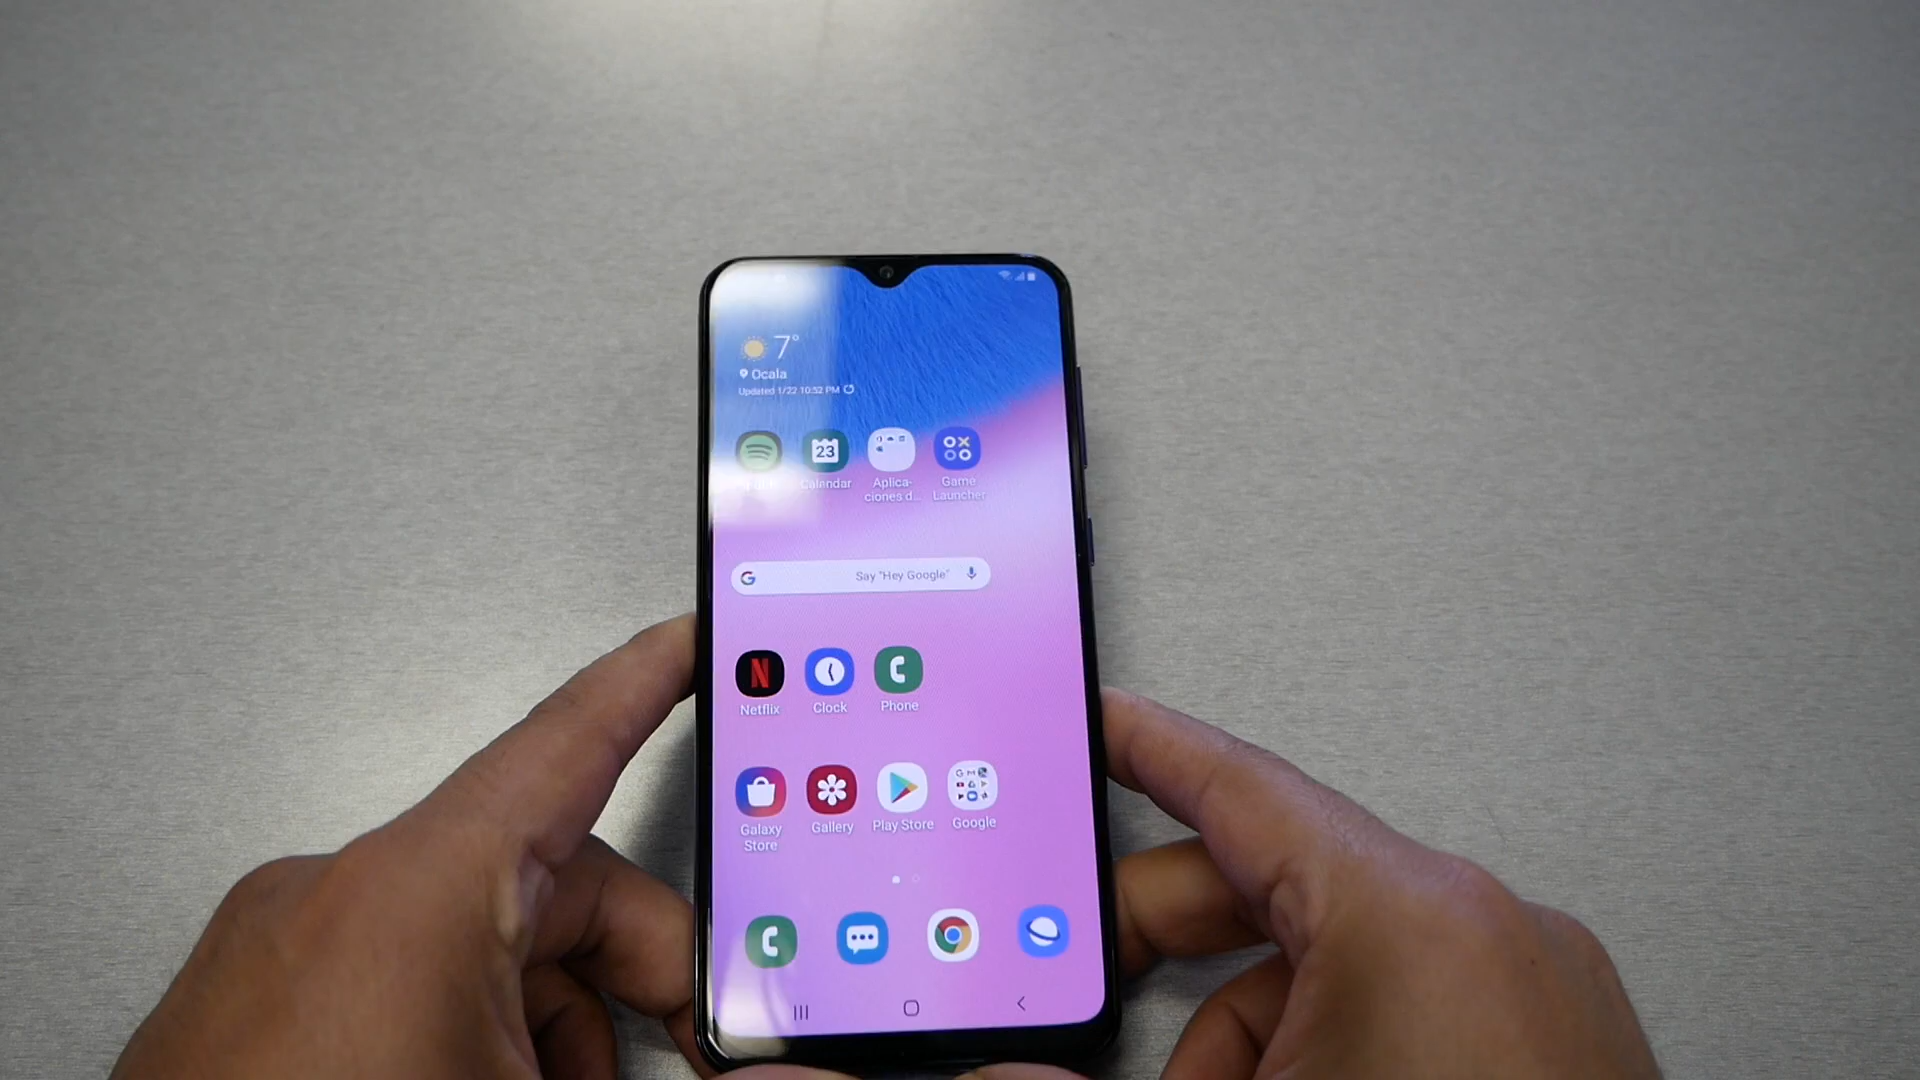 7°
Ocala
Updated 1/22 10:52 PM
23
Calendar
Aplica-
ciones d...
Game
Launcher
G
Say "Hey Google"
N
Netflix
Clock
Phone
Galaxy
Store
Gallery
Play Store
Google